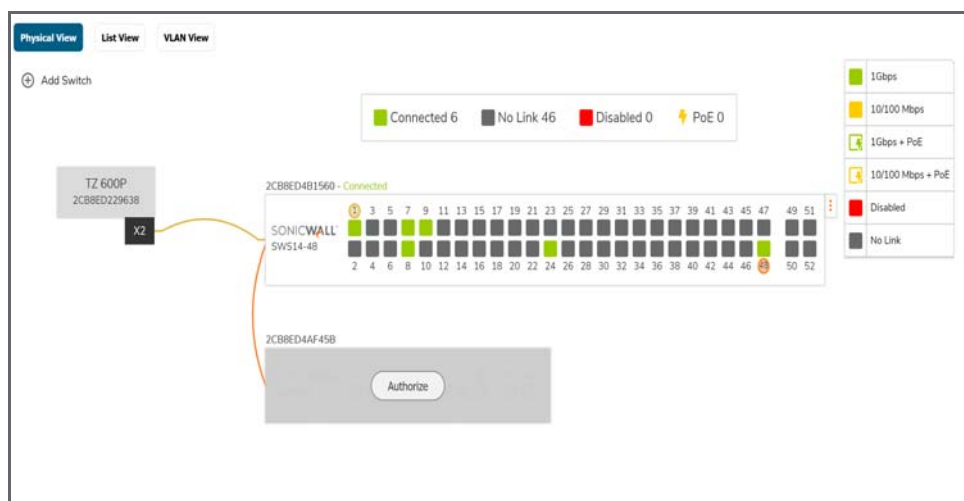 Physical View List View VLAN View
Add Switch
1Gbps
10/100 Mbps
1Gbps + PoE
10/100 Mbps + PoE
Disabled
No Link
Connected 6 No Link 46 Disabled 0 PoE 0
TZ 600P
2CB8ED229638
X2
2CB8ED4B1560 - Connected
1 3 5 7 9 11 13 15 17 19 21 23 25 27 29 31 33 35 37 39 41 43 45 47 49 51
SONICWALL
SWS14-48
2 4 6 8 10 12 14 16 18 20 22 24 26 28 30 32 34 36 38 40 42 44 46 48 50 52
2CB8ED4AF45B
Authorize